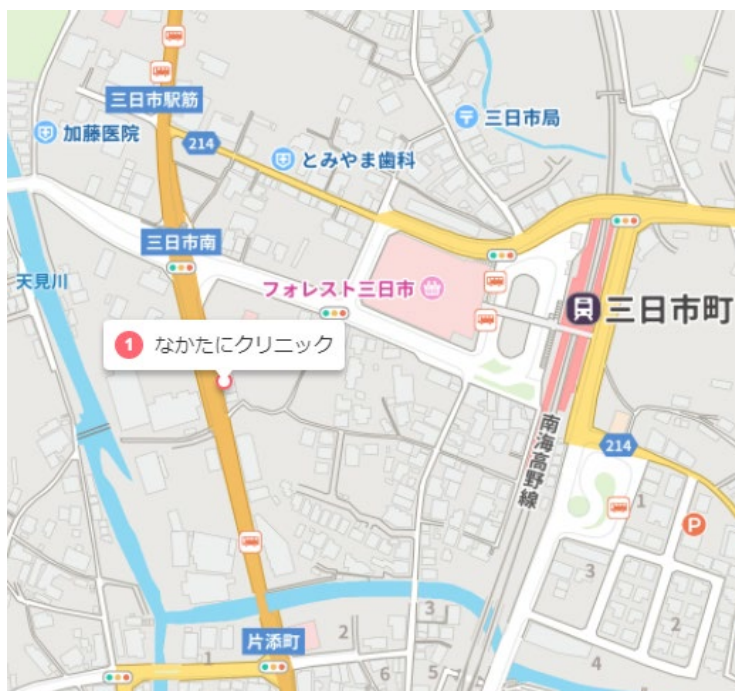 三日市駅筋
加藤医院
214
とみやま歯科
三日市局
三日市南
天見川
フォレスト三日市
三日市町
1 なかたにクリニック
南海高野線
214
1
P
3
2
3
2
1
片添町
6
5
4